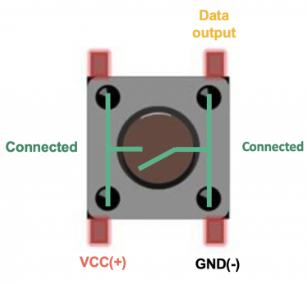 Data
output
Connected
Connected
VCC(+)
GND(-)